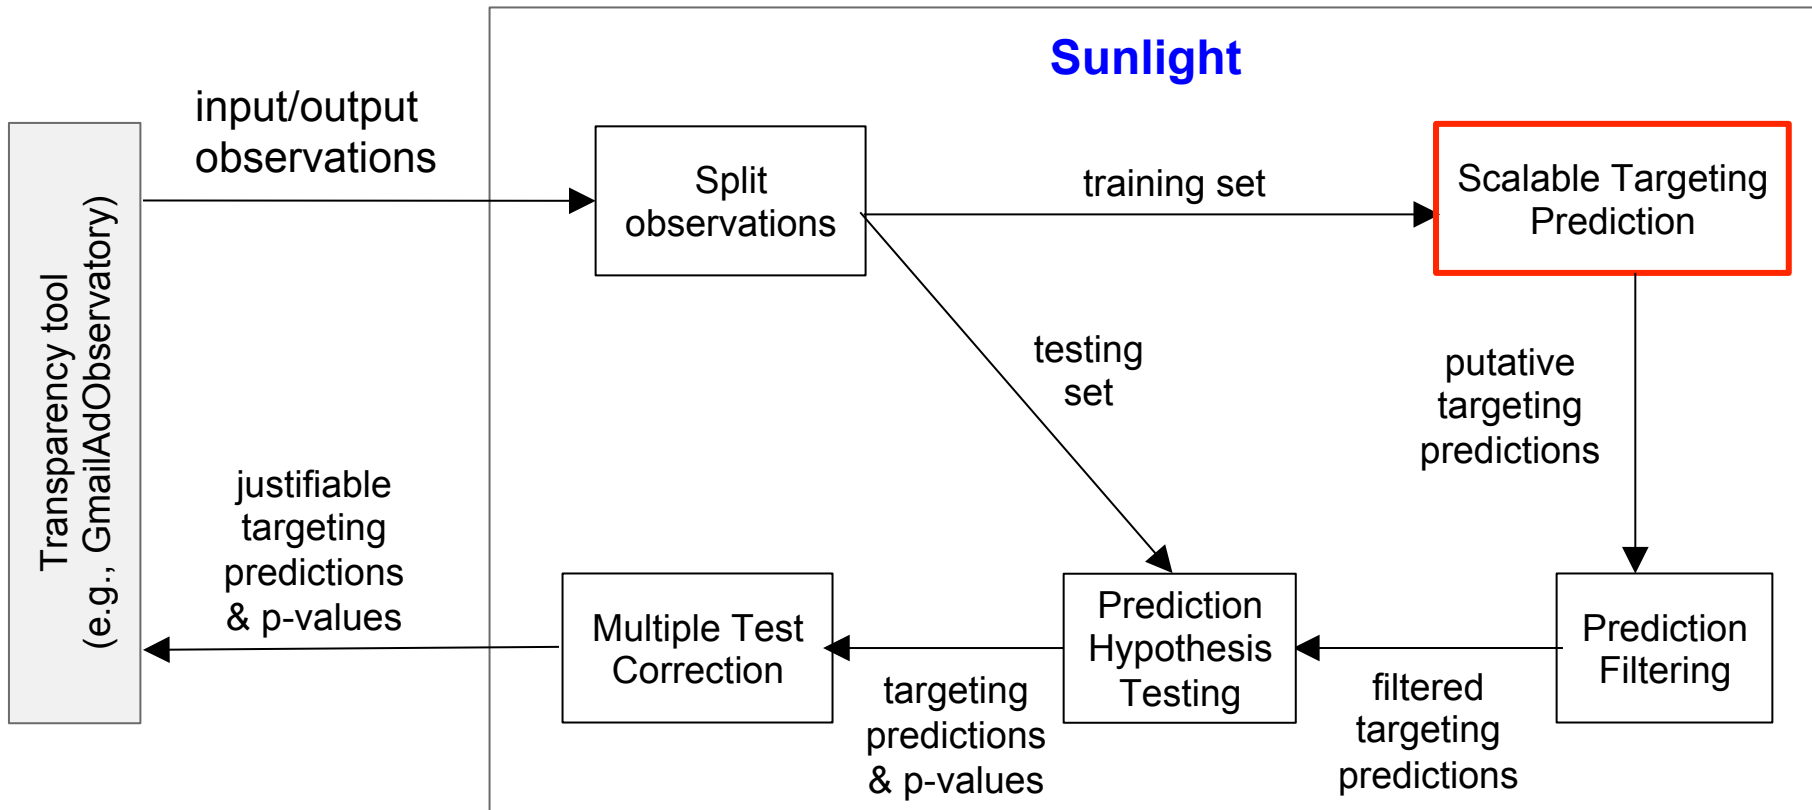 Sunlight
input/output
observations
Transparency tool
(e.g., GmailAdObservatory)
Split
observations
training set
Scalable Targeting
Prediction
testing
set
putative
targeting
predictions
justifiable
targeting
predictions
& p-values
Multiple Test
Correction
targeting
predictions
& p-values
Prediction
Hypothesis
Testing
filtered
targeting
predictions
Prediction
Filtering